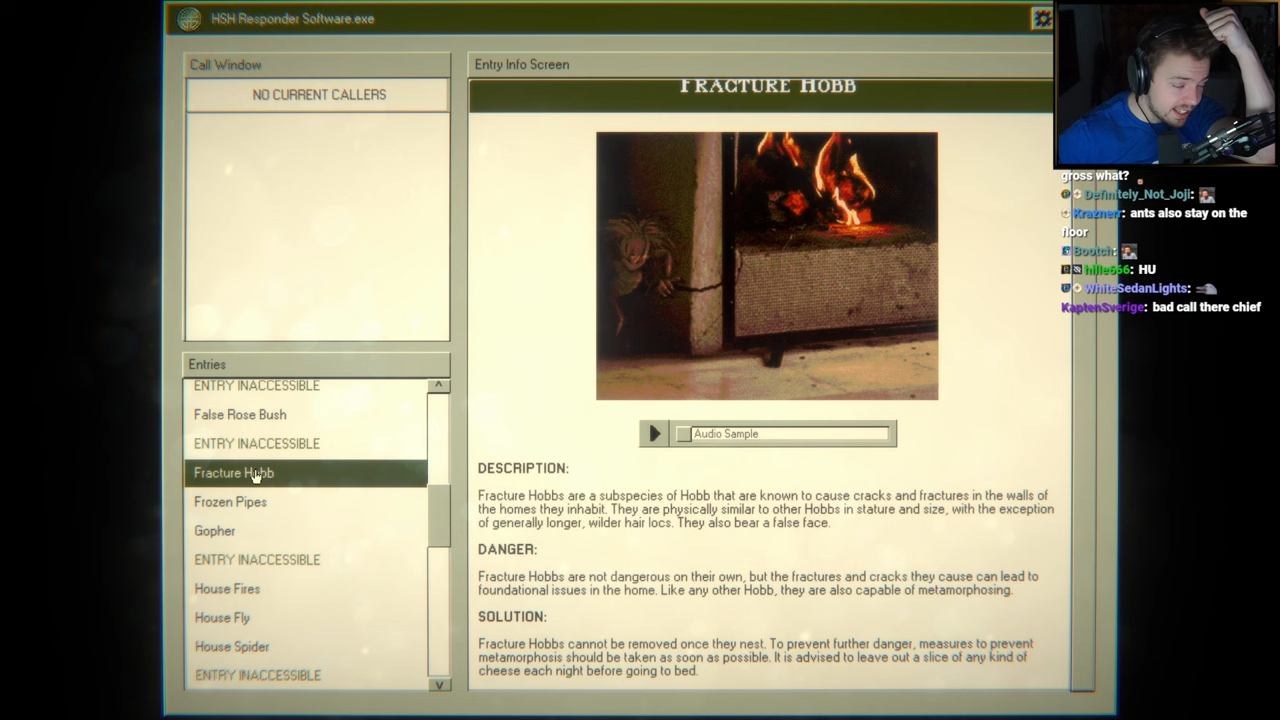 HSH Responder Software.exe
Call Window
NO CURRENT CALLERS
Entries
ENTRY INACCESSIBLE
False Rose Bush
ENTRY INACCESSIBLE
Fracture Hobb
Frozen Pipes
Gopher
ENTRY INACCESSIBLE
House Fires
House Fly
House Spider
ENTRY INACCESSIBLE
Entry Info Screen
FRACTURE HOBB
Audio Sample
DESCRIPTION:
Fracture Hobbs are a subspecies of Hobb that are known to cause cracks and fractures in the walls of
the homes they inhabit. They are physically similar to other Hobbs in stature and size, with the exception
of generally longer, wilder hair locs. They also bear a false face.
DANGER:
Fracture Hobbs are not dangerous on their own, but the fractures and cracks they cause can lead to
foundational issues in the home. Like any other Hobb, they are also capable of metamorphosing.
SOLUTION:
Fracture Hobbs cannot be removed once they nest. To prevent further danger, measures to prevent
metamorphosis should be taken as soon as possible. It is advised to leave out a slice of any kind of
cheese each night before going to bed.
gross what?
Definitely_Not_Joji:
Kraznerr: ants also stay on the
floor
Bootch:
hille666: HU
WhiteSedanLights:
KaptenSverige: bad call there chief